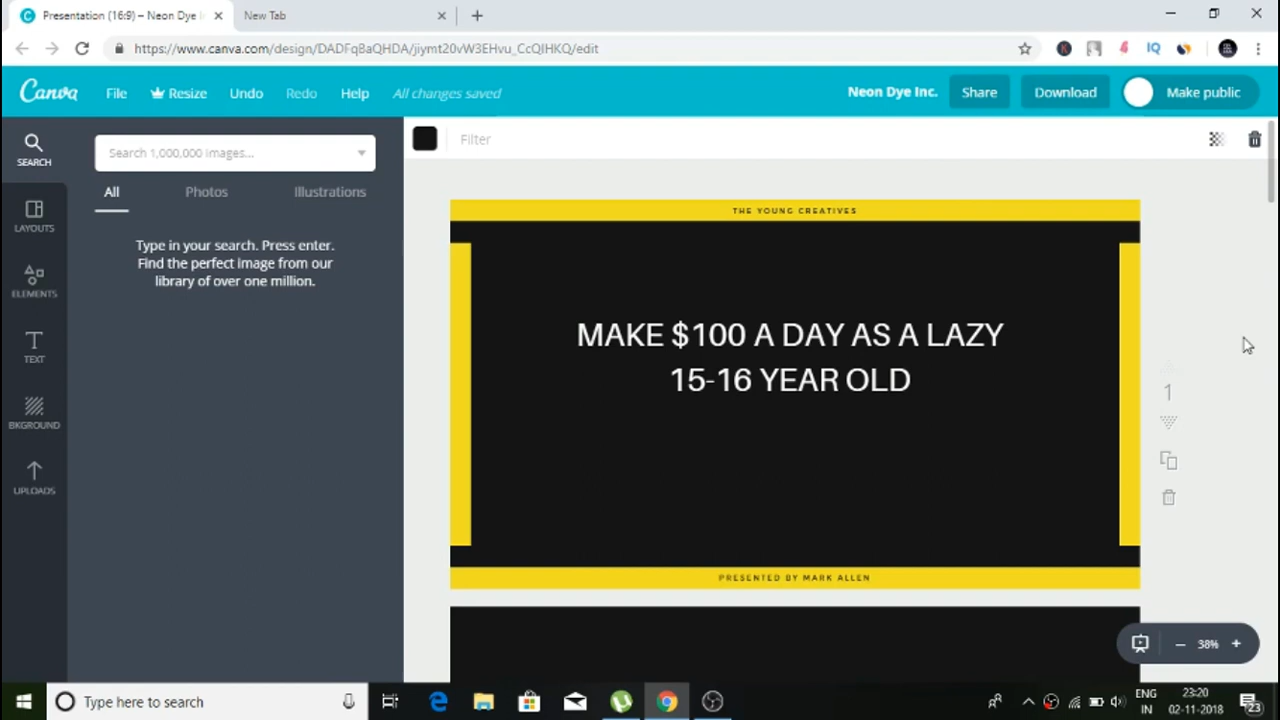 Presentation (16:9) – Neon Dye I
New Tab
https://www.canva.com/design/DADFqBaQHDA/jiymt20vW3EHvu_CcQIHKQ/edit
IQ
Canva
File
Resize
Undo
Redo
Help
All changes saved
Neon Dye Inc.
Share
Download
Make public
SEARCH
LAYOUTS
ELEMENTS
TEXT
BKGROUND
UPLOADS
Search 1,000,000 images...
All
Photos
Illustrations
Type in your search. Press enter.
Find the perfect image from our
library of over one million.
Filter
THE YOUNG CREATIVES
MAKE $100 A DAY AS A LAZY
15-16 YEAR OLD
PRESENTED BY MARK ALLEN
1
38%
Type here to search
ENG
IN
23:20
02-11-2018
23